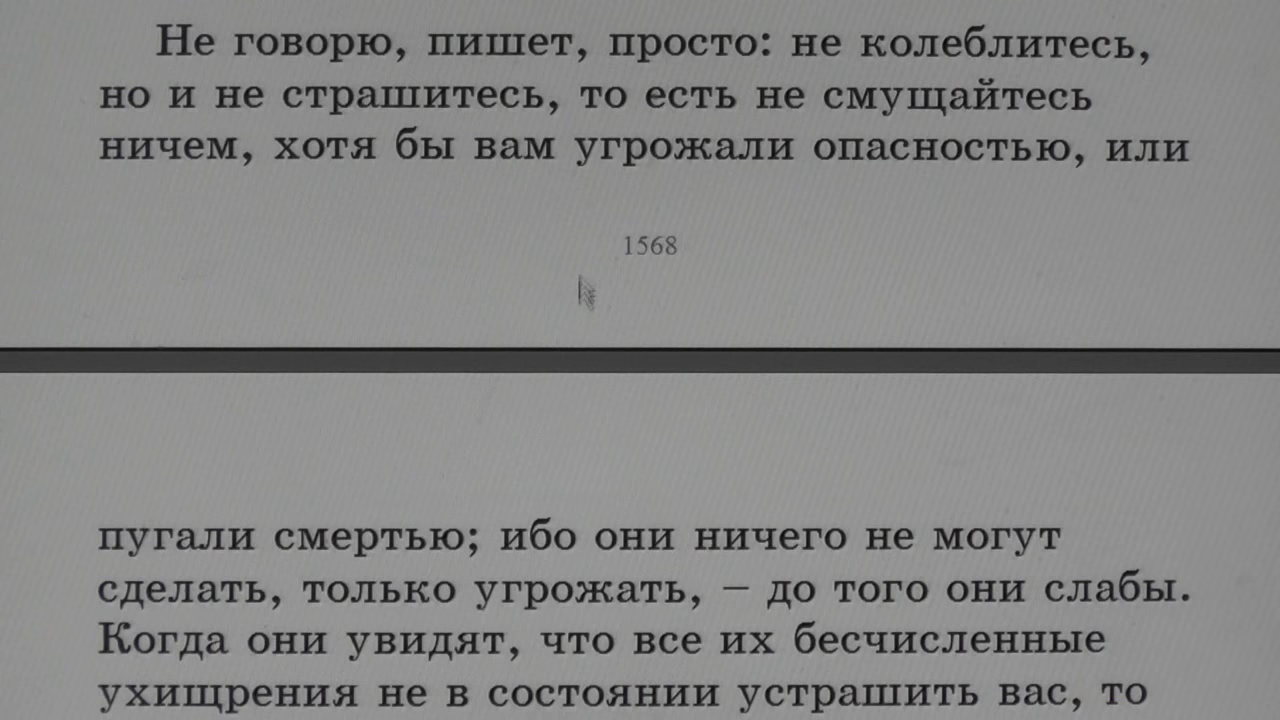 Не говорю, пишет, просто: не колеблитесь,
но и не страшитесь, то есть не смущайтесь
ничем, хотя бы вам угрожали опасностью, или
1568
пугали смертью; ибо они ничего не могут
сделать, только угрожать, – до того они слабы.
Когда они увидят, что все их бесчисленные
ухищрения не в состоянии устрашить вас, то